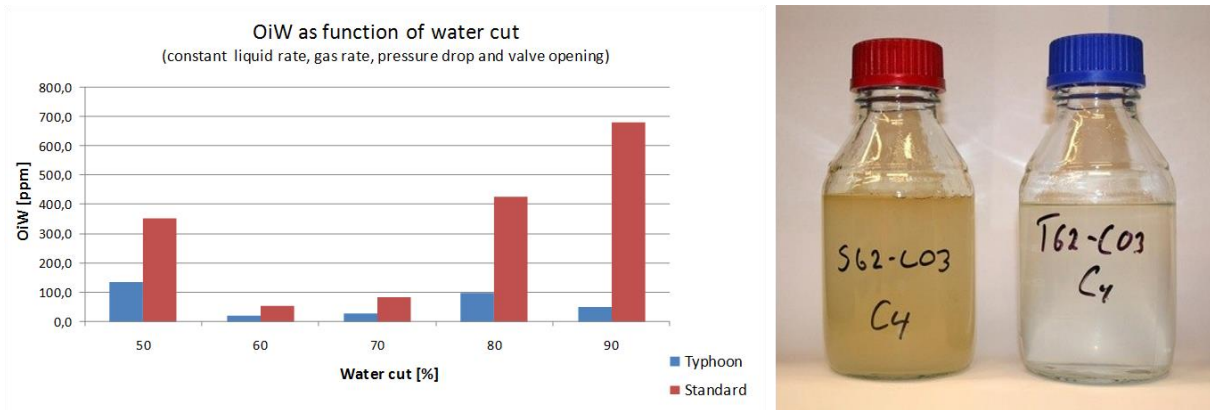 OiW as function of water cut
(constant liquid rate, gas rate, pressure drop and valve opening)
800,0
700,0
600,0
500,0
400,0
300,0
200,0
100,0
0,0
OiW [ppm]
50 60 70 80 90
Water cut [%]
Typhoon
Standard
S62-C03
C4
T62-C03
C4